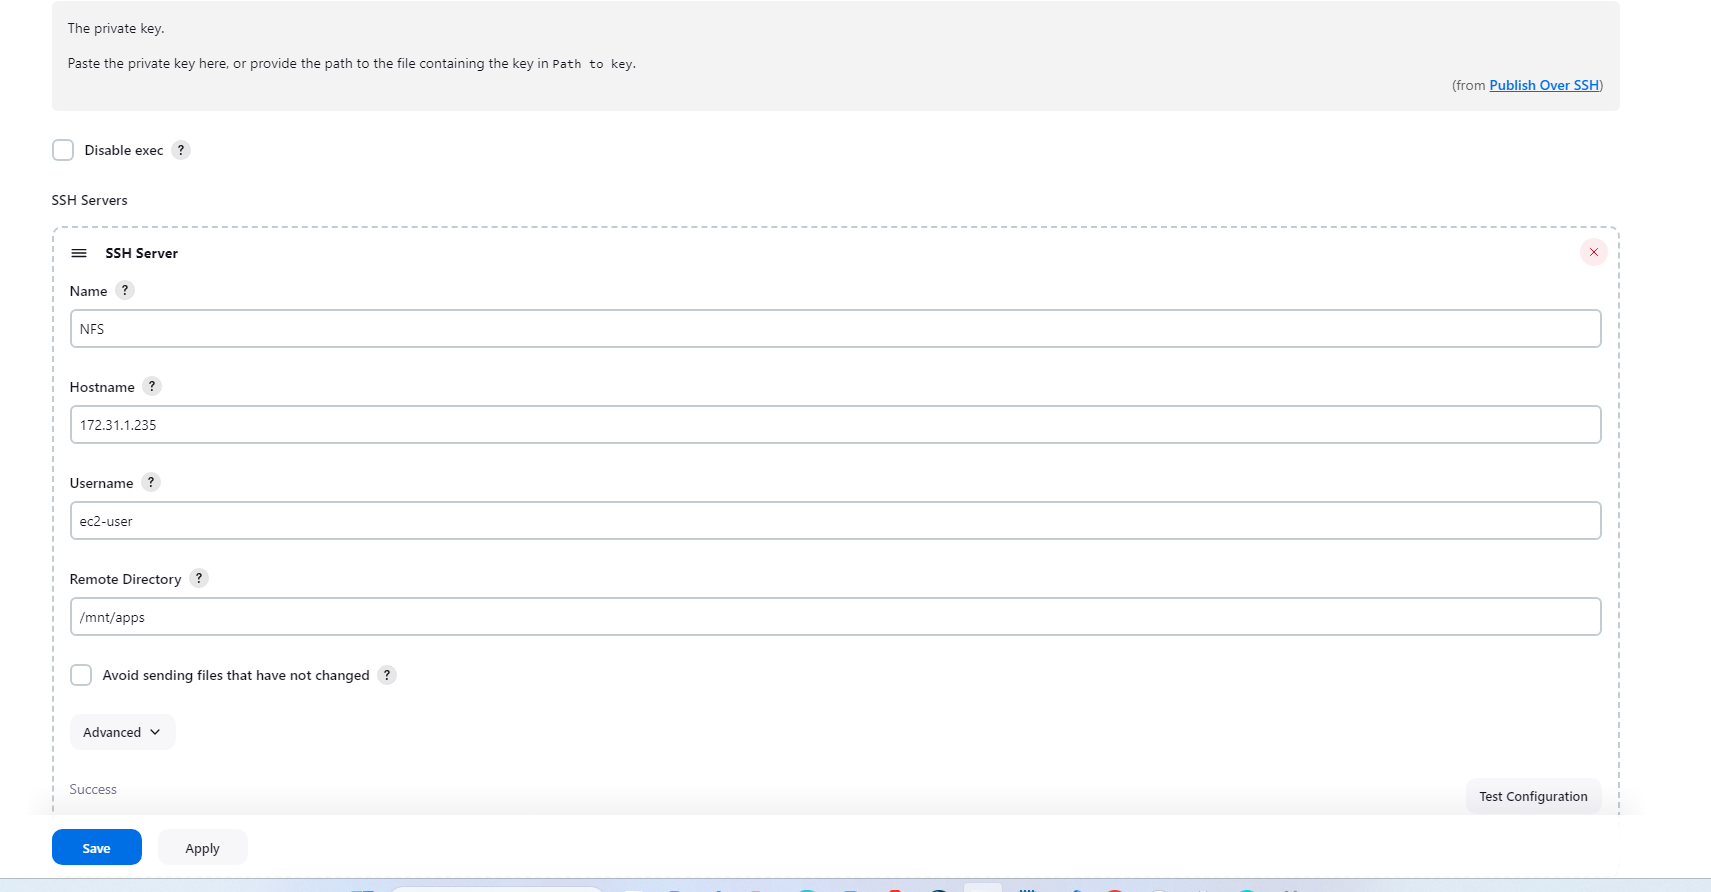 The private key.
Paste the private key here, or provide the path to the file containing the key in Path to key.
(from Publish Over SSH)
Disable exec ?
SSH Servers
SSH Server
Name ?
NFS
Hostname ?
172.31.1.235
Username ?
ec2-user
Remote Directory ?
/mnt/apps
Avoid sending files that have not changed ?
Advanced
Success
Test Configuration
Save Apply